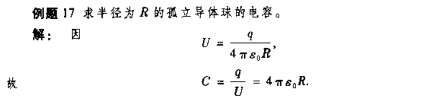 例题 17 求半径为 R 的孤立导体球的电容。
解： 因
U = q / 4πε₀R,
故 C = q / U = 4πε₀R.